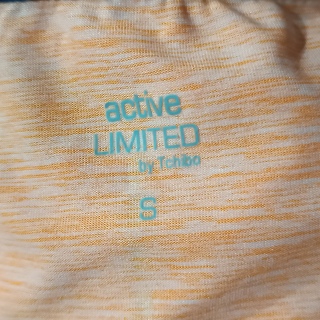 active
LIMITED
by Tchibo
S